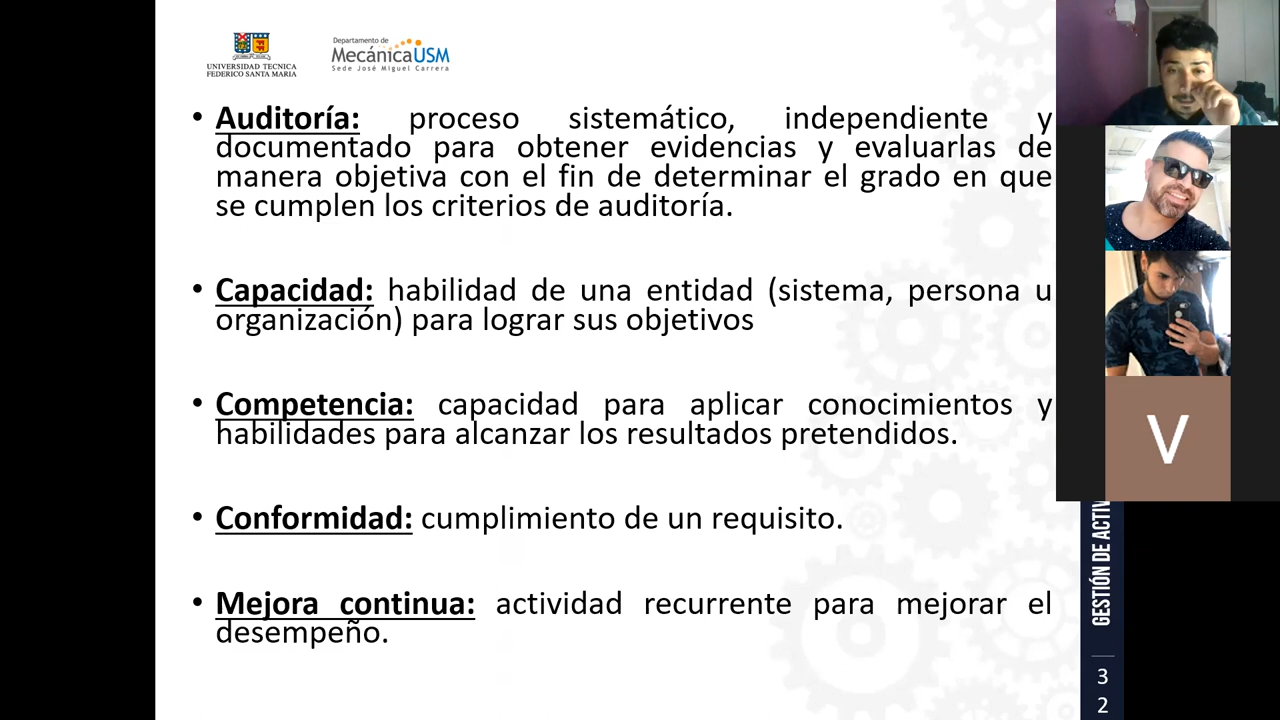 UNIVERSIDAD TECNICA
FEDERICO SANTA MARIA
Departamento de
MecánicaUSM
Sede José Miguel Carrera
• Auditoría: proceso sistemático, independiente y
documentado para obtener evidencias y evaluarlas de
manera objetiva con el fin de determinar el grado en que
se cumplen los criterios de auditoría.
• Capacidad: habilidad de una entidad (sistema, persona u
organización) para lograr sus objetivos
• Competencia: capacidad para aplicar conocimientos y
habilidades para alcanzar los resultados pretendidos.
• Conformidad: cumplimiento de un requisito.
• Mejora continua: actividad recurrente para mejorar el
desempeño.
V
GESTIÓN DE ACTIV
3
2